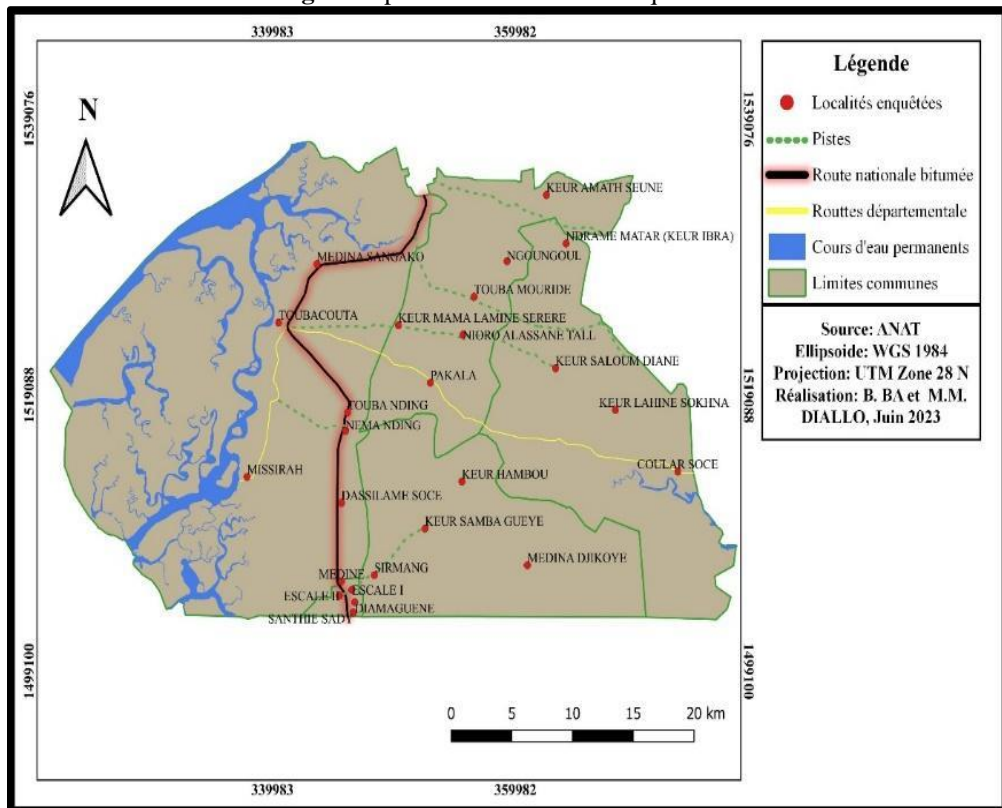 339983
359982
1539076
1539076
N
Légende
Localités enquêtées
Pistes
Route nationale bitumée
Routtes départementale
Cours d'eau permanents
Limites communes
Source: ANAT
Ellipsoide: WGS 1984
Projection: UTM Zone 28 N
Réalisation: B. BA et M.M.
DIALLO, Juin 2023
KEUR AMATH SEUNE
NDRAME MATAR (KEUR IBRA)
NGOUNGOUL
MEDINA SANGAKO
TOUBA MOURIDE
TOUBACOUTA
KEUR MAMA LAMINE SERERE
NIORO ALASSANE TALL
KEUR SALOUM DIANE
PAKALA
1519088
1519088
TOUBA NDING
KEUR LAHINE SOKHNA
NEMA NDING
MISSIRAH
COULAR SOCE
KEUR HAMBOU
DASSILAME SOCE
KEUR SAMBA GUEYE
MEDINA DJIKOYE
SIRMANG
MEDINE
ESCALE I
ESCALE II
DIAMAGUENE
SANTHIE SAD
1499100
1499100
0 5 10 15 20 km
339983
359982